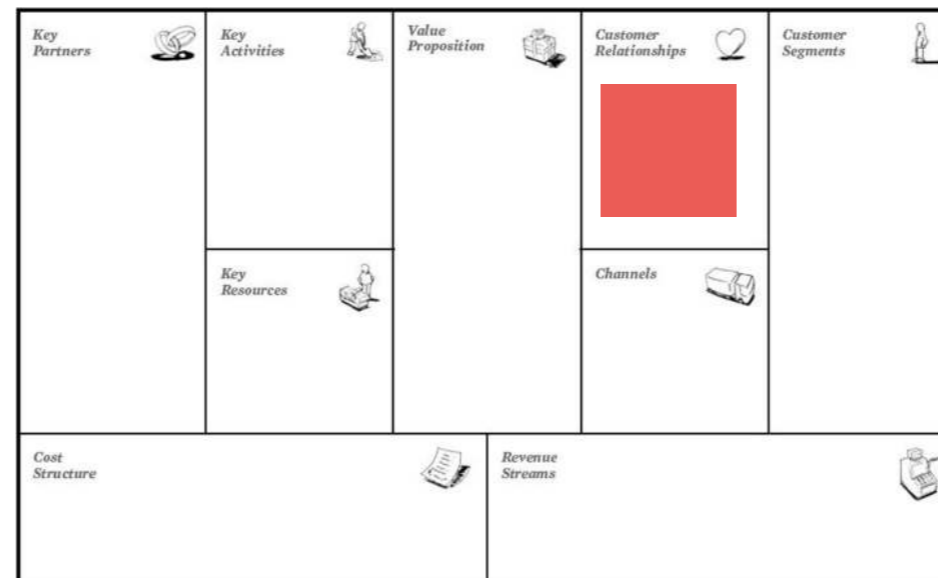 Key
Partners
Key
Activities
Value
Proposition
Customer
Relationships
Customer
Segments
Key
Resources
Channels
Cost
Structure
Revenue
Streams